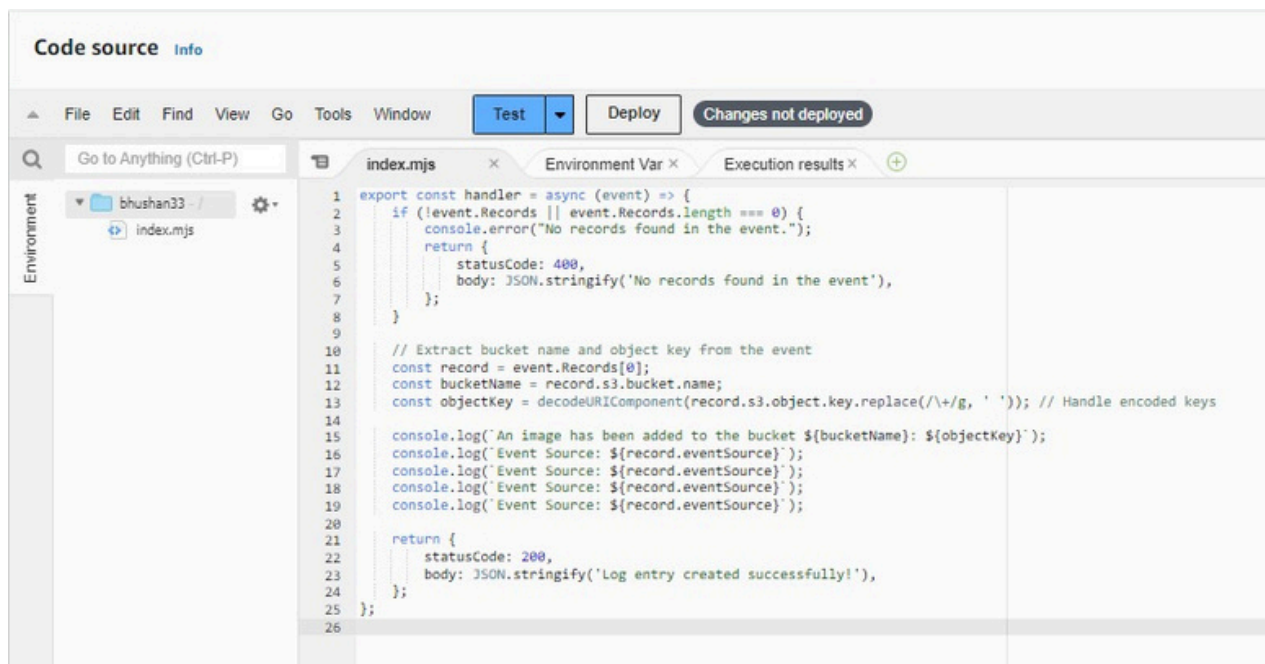 Code source Info
File Edit Find View Go Tools Window Test Deploy Changes not deployed
Go to Anything (Ctrl-P)
index.mjs × Environment Var × Execution results ×
Environment
bhushan33 - /
index.mjs
1 export const handler = async (event) => {
2     if (!event.Records || event.Records.length === 0) {
3         console.error("No records found in the event.");
4         return {
5             statusCode: 400,
6             body: JSON.stringify('No records found in the event'),
7         };
8     }
9
10     // Extract bucket name and object key from the event
11     const record = event.Records[0];
12     const bucketName = record.s3.bucket.name;
13     const objectKey = decodeURIComponent(record.s3.object.key.replace(/\+/g, ' ')); // Handle encoded keys
14
15     console.log(`An image has been added to the bucket ${bucketName}: ${objectKey}`);
16     console.log(`Event Source: ${record.eventSource}`);
17     console.log(`Event Source: ${record.eventSource}`);
18     console.log(`Event Source: ${record.eventSource}`);
19     console.log(`Event Source: ${record.eventSource}`);
20
21     return {
22         statusCode: 200,
23         body: JSON.stringify('Log entry created successfully!'),
24     };
25 };
26